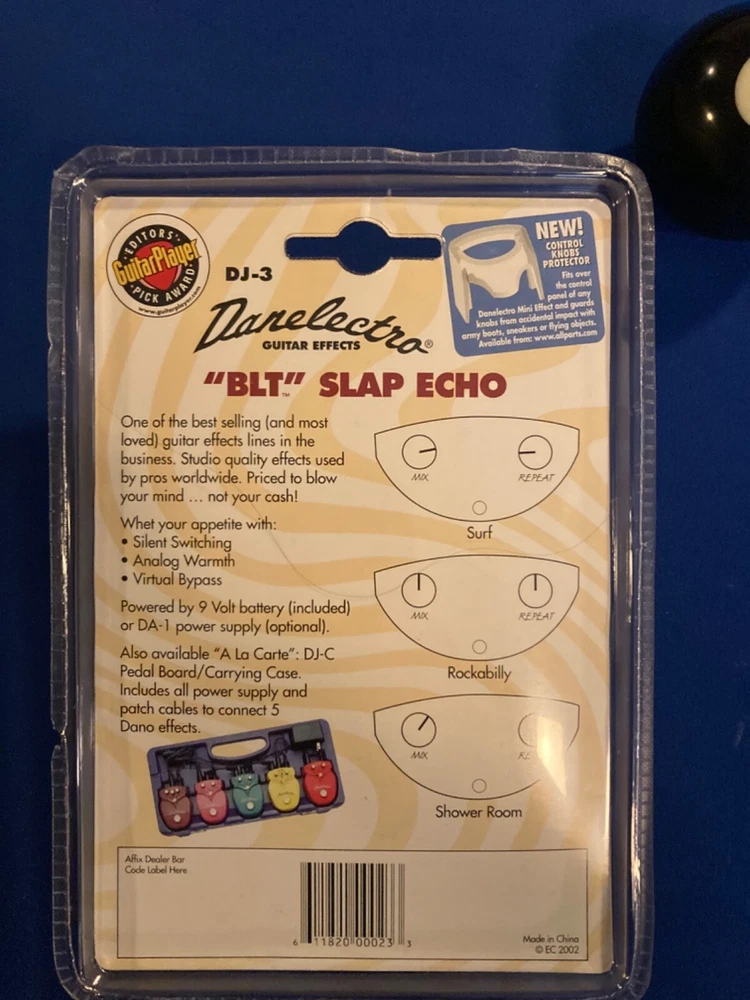 EDITORS'
GuitarPlayer
PICK AWARD
www.guitarplayer.com
DJ-3
Danelectro®
GUITAR EFFECTS
NEW!
CONTROL
KNOBS
PROTECTOR
Fits over
the control
panel of any
Danelectro Mini Effect and guards
knobs from accidental impact with
army boots, sneakers or flying objects.
Available from: www.allparts.com
“BLT”™ SLAP ECHO
One of the best selling (and most
loved) guitar effects lines in the
business. Studio quality effects used
by pros worldwide. Priced to blow
your mind ... not your cash!
Whet your appetite with:
• Silent Switching
• Analog Warmth
• Virtual Bypass
Powered by 9 Volt battery (included)
or DA-1 power supply (optional).
Also available “A La Carte”: DJ-C
Pedal Board/Carrying Case.
Includes all power supply and
patch cables to connect 5
Dano effects.
MIX REPEAT
Surf
MIX REPEAT
Rockabilly
MIX RE
Shower Room
Affix Dealer Bar
Code Label Here
6 11820 00023 3
Made in China
© EC 2002